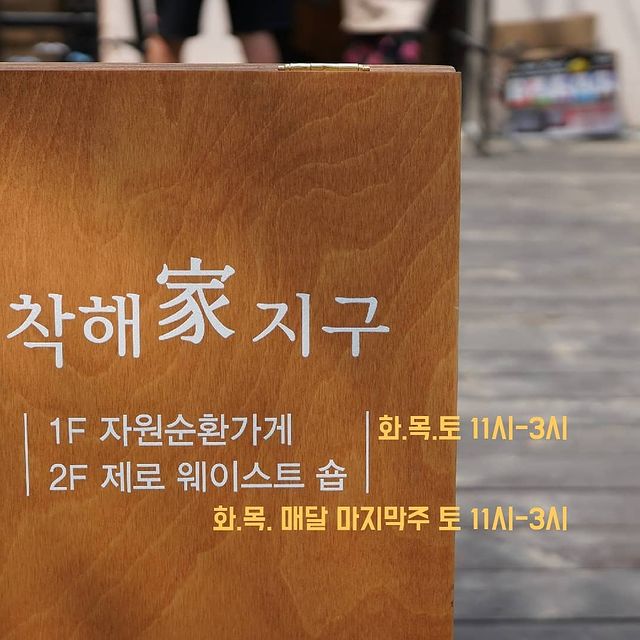 착해家지구
1F 자원순환가게
화.목.토 11시-3시
2F 제로 웨이스트 숍
화.목. 매달 마지막주 토 11시-3시